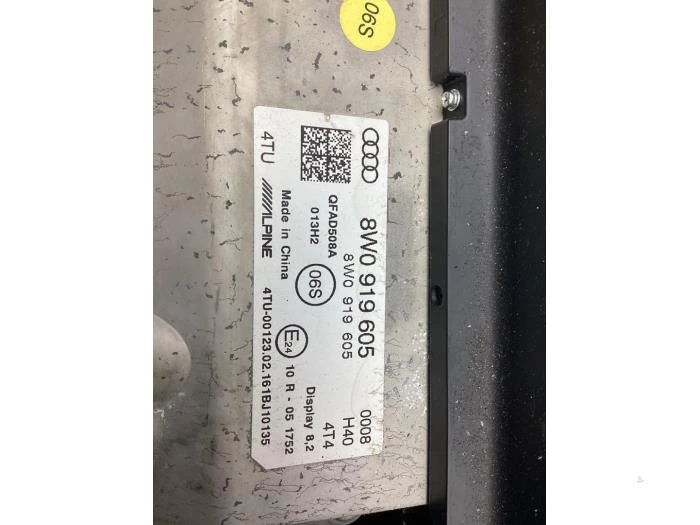 06S
8W0 919 605 0008
8W0 919 605 H40
QFAD508A 4T4
013H2 06S Display 8,2
Made in China E24 10 R - 05 1752
4TU ALPINE 4TU-00123.02.161BJ10135